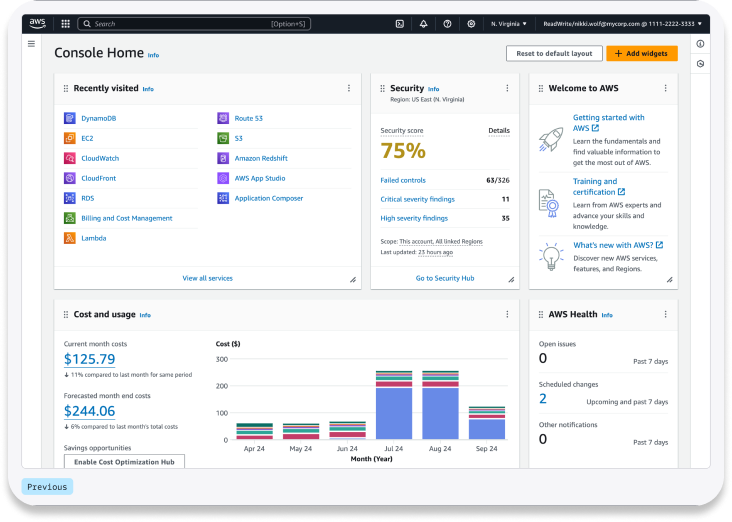 aws Search [Option+S] N. Virginia ReadWrite/nikki.wolf@mycorp.com @ 1111-2222-3333
Console Home Info
Reset to default layout
Add widgets
Recently visited Info
DynamoDB
EC2
CloudWatch
CloudFront
RDS
Billing and Cost Management
Lambda
Route 53
S3
Amazon Redshift
AWS App Studio
Application Composer
View all services
Security Info
Region: US East (N. Virginia)
Security score Details
75%
Failed controls 63/326
Critical severity findings 11
High severity findings 35
Scope: This account, All linked Regions
Last updated: 23 hours ago
Go to Security Hub
Welcome to AWS
Getting started with
AWS
Learn the fundamentals and
find valuable information to
get the most out of AWS.
Training and
certification
Learn from AWS experts and
advance your skills and
knowledge.
What's new with AWS?
Discover new AWS services,
features, and Regions.
Cost and usage Info
Current month costs
$125.79
↓ 11% compared to last month for same period
Forecasted month end costs
$244.06
↓ 6% compared to last month's total costs
Savings opportunities
Enable Cost Optimization Hub
Cost ($)
300
200
100
0
Apr 24 May 24 Jun 24 Jul 24 Aug 24 Sep 24
Month (Year)
AWS Health Info
Open issues
0 Past 7 days
Scheduled changes
2 Upcoming and past 7 days
Other notifications
0 Past 7 days
Previous